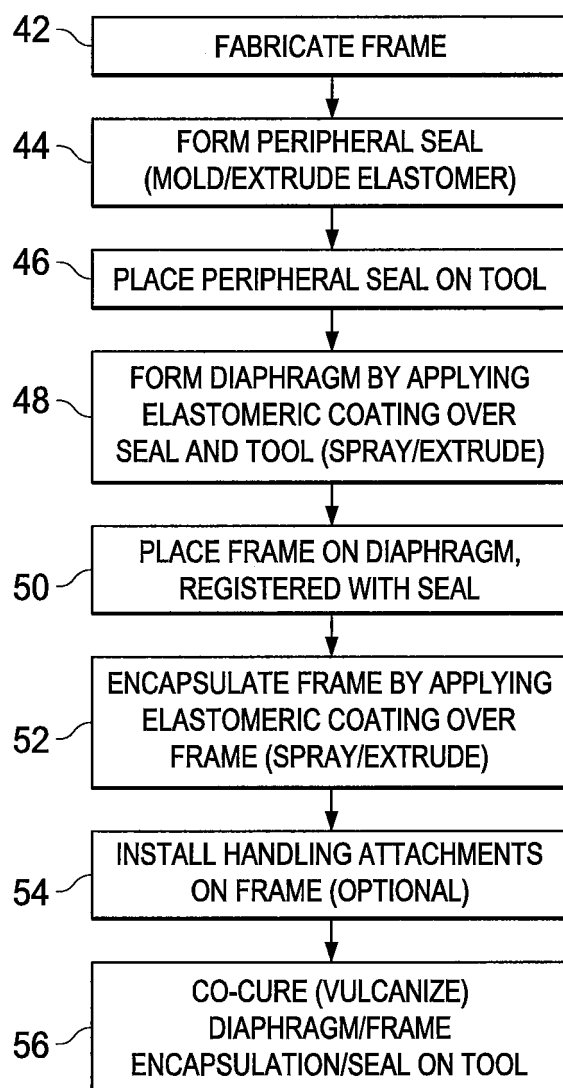 42
FABRICATE FRAME
44
FORM PERIPHERAL SEAL
(MOLD/EXTRUDE ELASTOMER)
46
PLACE PERIPHERAL SEAL ON TOOL
48
FORM DIAPHRAGM BY APPLYING
ELASTOMERIC COATING OVER
SEAL AND TOOL (SPRAY/EXTRUDE)
50
PLACE FRAME ON DIAPHRAGM,
REGISTERED WITH SEAL
52
ENCAPSULATE FRAME BY APPLYING
ELASTOMERIC COATING OVER
FRAME (SPRAY/EXTRUDE)
54
INSTALL HANDLING ATTACHMENTS
ON FRAME (OPTIONAL)
56
CO-CURE (VULCANIZE)
DIAPHRAGM/FRAME
ENCAPSULATION/SEAL ON TOOL